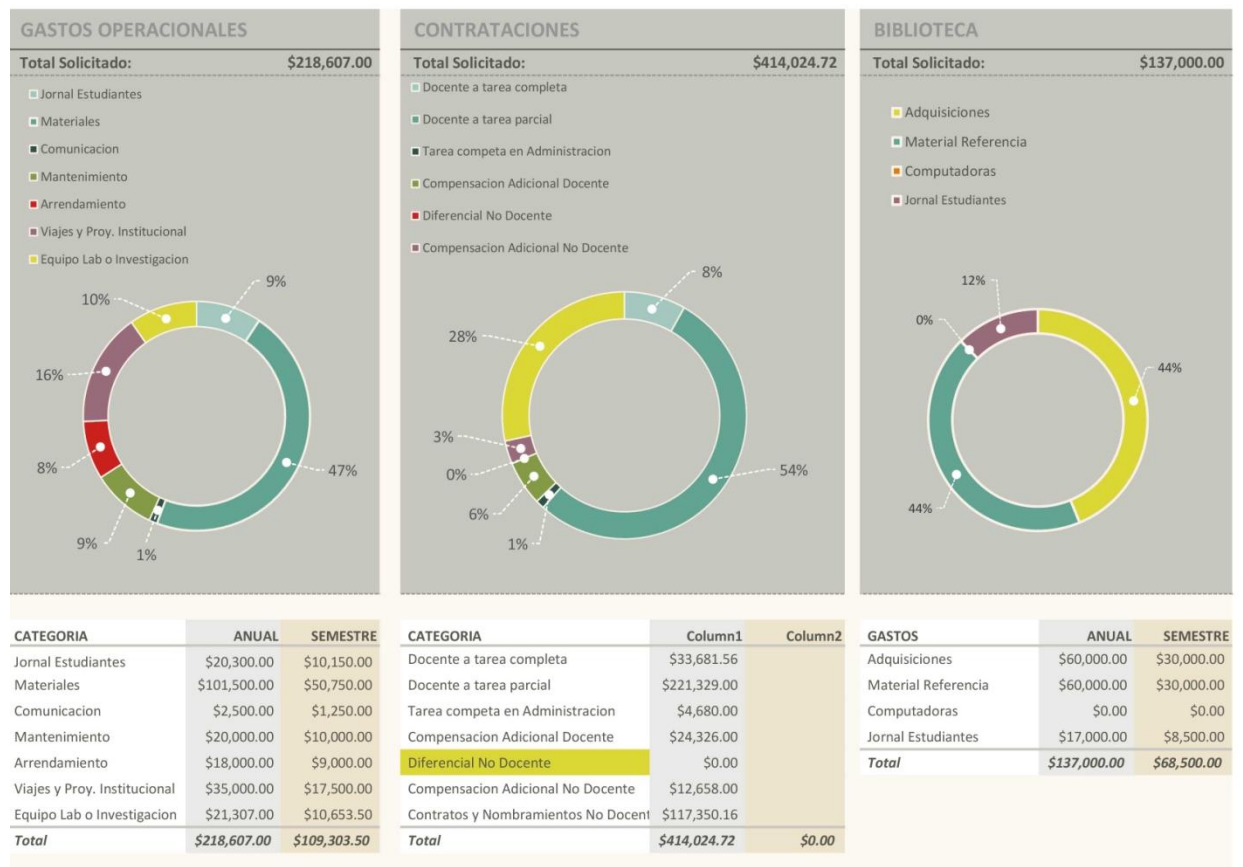 GASTOS OPERACIONALES
Total Solicitado: $218,607.00
Jornal Estudiantes
Materiales
Comunicacion
Mantenimiento
Arrendamiento
Viajes y Proy. Institucional
Equipo Lab o Investigacion
9%
10%
16%
8%
47%
9%
1%
CONTRATACIONES
Total Solicitado: $414,024.72
Docente a tarea completa
Docente a tarea parcial
Tarea competa en Administracion
Compensacion Adicional Docente
Diferencial No Docente
Compensacion Adicional No Docente
8%
28%
3%
0%
54%
6%
1%
BIBLIOTECA
Total Solicitado: $137,000.00
Adquisiciones
Material Referencia
Computadoras
Jornal Estudiantes
12%
0%
44%
44%
CATEGORIA ANUAL SEMESTRE
Jornal Estudiantes $20,300.00 $10,150.00
Materiales $101,500.00 $50,750.00
Comunicacion $2,500.00 $1,250.00
Mantenimiento $20,000.00 $10,000.00
Arrendamiento $18,000.00 $9,000.00
Viajes y Proy. Institucional $35,000.00 $17,500.00
Equipo Lab o Investigacion $21,307.00 $10,653.50
Total $218,607.00 $109,303.50
CATEGORIA Column1 Column2
Docente a tarea completa $33,681.56
Docente a tarea parcial $221,329.00
Tarea competa en Administracion $4,680.00
Compensacion Adicional Docente $24,326.00
Diferencial No Docente $0.00
Compensacion Adicional No Docente $12,658.00
Contratos y Nombramientos No Docent $117,350.16
Total $414,024.72 $0.00
GASTOS ANUAL SEMESTRE
Adquisiciones $60,000.00 $30,000.00
Material Referencia $60,000.00 $30,000.00
Computadoras $0.00 $0.00
Jornal Estudiantes $17,000.00 $8,500.00
Total $137,000.00 $68,500.00